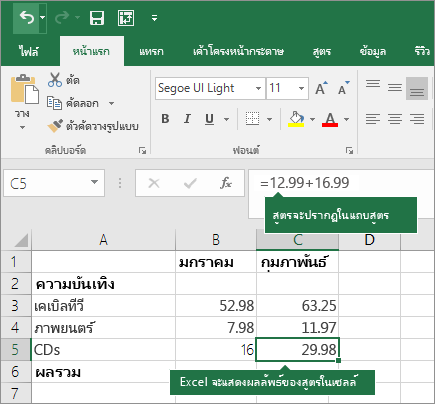 ไฟล์ หน้าแรก แทรก เค้าโครงหน้ากระดาษ สูตร ข้อมูล รีวิว
วาง
ตัด
คัดลอก
ตัวคัดวางรูปแบบ
คลิปบอร์ด
Segoe UI Light 11
B I U
ฟอนต์
C5 fx =12.99+16.99
สูตรจะปรากฏในแถบสูตร
A B C D
1 มกราคม กุมภาพันธ์
2 ความบันเทิง
3 เคเบิลทีวี 52.98 63.25
4 ภาพยนตร์ 7.98 11.97
5 CDs 16 29.98
6 ผลรวม
Excel จะแสดงผลลัพธ์ของสูตรในเซลล์